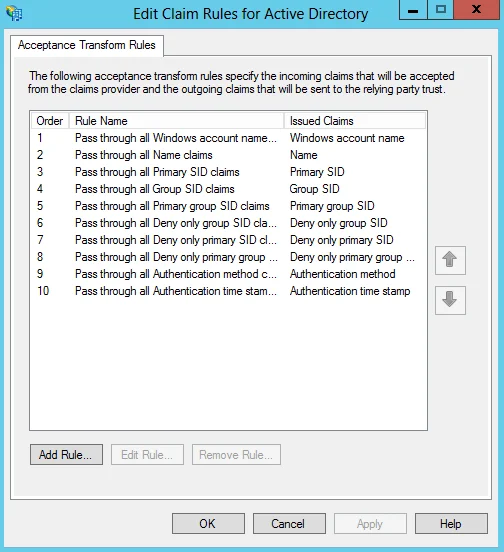 Edit Claim Rules for Active Directory
Acceptance Transform Rules
The following acceptance transform rules specify the incoming claims that will be accepted
from the claims provider and the outgoing claims that will be sent to the relying party trust.
Order Rule Name Issued Claims
1 Pass through all Windows account name... Windows account name
2 Pass through all Name claims Name
3 Pass through all Primary SID claims Primary SID
4 Pass through all Group SID claims Group SID
5 Pass through all Primary group SID claims Primary group SID
6 Pass through all Deny only group SID cla... Deny only group SID
7 Pass through all Deny only primary SID cl... Deny only primary SID
8 Pass through all Deny only primary group ... Deny only primary group ...
9 Pass through all Authentication method c... Authentication method
10 Pass through all Authentication time stam... Authentication time stamp
Add Rule... Edit Rule... Remove Rule...
OK Cancel Apply Help